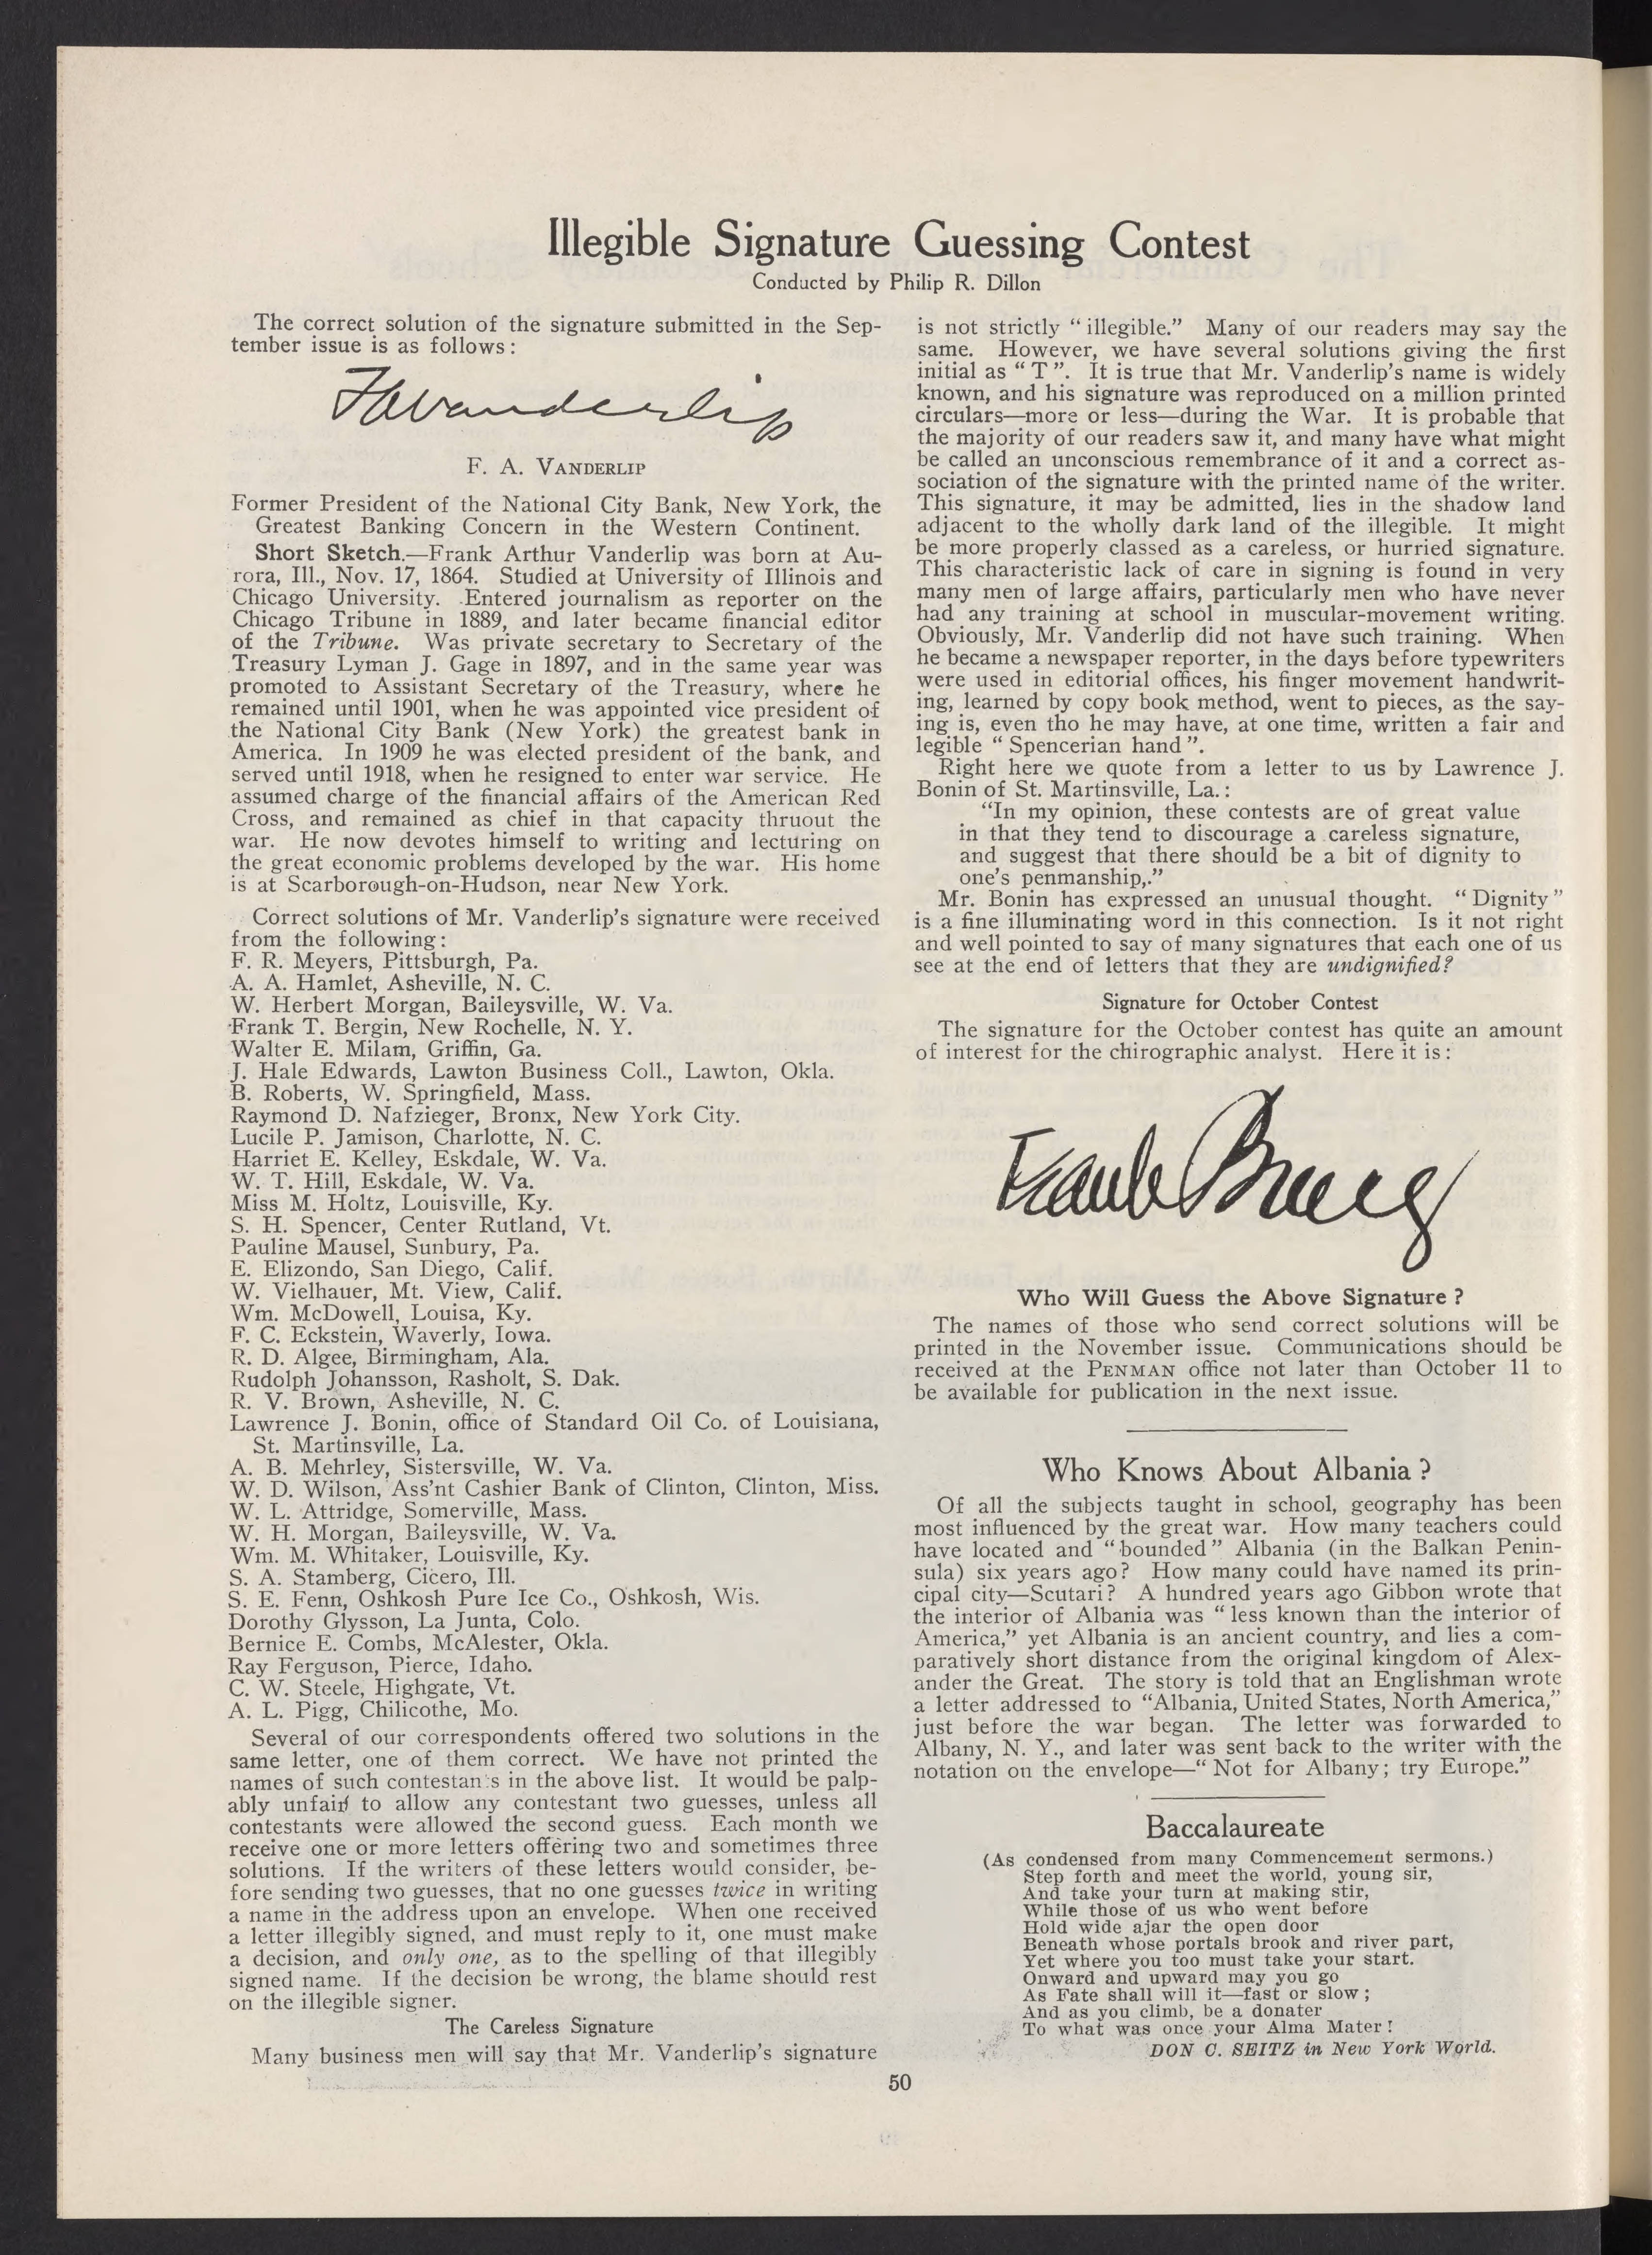 Illegible Signature Guessing Contest
Conducted by Philip R. Dillon
The correct solution of the signature submitted in the Sep-
tember issue is as follows:
FAVanderlip
F. A. VANDERLIP
Former President of the National City Bank, New York, the
Greatest Banking Concern in the Western Continent.
Short Sketch.—Frank Arthur Vanderlip was born at Au-
rora, Ill., Nov. 17, 1864. Studied at University of Illinois and
Chicago University. Entered journalism as reporter on the
Chicago Tribune in 1889, and later became financial editor
of the Tribune. Was private secretary to Secretary of the
Treasury Lyman J. Gage in 1897, and in the same year was
promoted to Assistant Secretary of the Treasury, where he
remained until 1901, when he was appointed vice president of
the National City Bank (New York) the greatest bank in
America. In 1909 he was elected president of the bank, and
served until 1918, when he resigned to enter war service. He
assumed charge of the financial affairs of the American Red
Cross, and remained as chief in that capacity thruout the
war. He now devotes himself to writing and lecturing on
the great economic problems developed by the war. His home
is at Scarborough-on-Hudson, near New York.
Correct solutions of Mr. Vanderlip's signature were received
from the following:
F. R. Meyers, Pittsburgh, Pa.
A. A. Hamlet, Asheville, N. C.
W. Herbert Morgan, Baileysville, W. Va.
Frank T. Bergin, New Rochelle, N. Y.
Walter E. Milam, Griffin, Ga.
J. Hale Edwards, Lawton Business Coll., Lawton, Okla.
B. Roberts, W. Springfield, Mass.
Raymond D. Nafzieger, Bronx, New York City.
Lucile P. Jamison, Charlotte, N. C.
Harriet E. Kelley, Eskdale, W. Va.
W. T. Hill, Eskdale, W. Va.
Miss M. Holtz, Louisville, Ky.
S. H. Spencer, Center Rutland, Vt.
Pauline Mausel, Sunbury, Pa.
E. Elizondo, San Diego, Calif.
W. Vielhauer, Mt. View, Calif.
Wm. McDowell, Louisa, Ky.
F. C. Eckstein, Waverly, Iowa.
R. D. Algee, Birmingham, Ala.
Rudolph Johansson, Rasholt, S. Dak.
R. V. Brown, Asheville, N. C.
Lawrence J. Bonin, office of Standard Oil Co. of Louisiana,
St. Martinsville, La.
A. B. Mehrley, Sistersville, W. Va.
W. D. Wilson, Ass'nt Cashier Bank of Clinton, Clinton, Miss.
W. L. Attridge, Somerville, Mass.
W. H. Morgan, Baileysville, W. Va.
Wm. M. Whitaker, Louisville, Ky.
S. A. Stamberg, Cicero, Ill.
S. E. Fenn, Oshkosh Pure Ice Co., Oshkosh, Wis.
Dorothy Glysson, La Junta, Colo.
Bernice E. Combs, McAlester, Okla.
Ray Ferguson, Pierce, Idaho.
C. W. Steele, Highgate, Vt.
A. L. Pigg, Chilicothe, Mo.
Several of our correspondents offered two solutions in the
same letter, one of them correct. We have not printed the
names of such contestan's in the above list. It would be palp-
ably unfair to allow any contestant two guesses, unless all
contestants were allowed the second guess. Each month we
receive one or more letters offering two and sometimes three
solutions. If the writers of these letters would consider, be-
fore sending two guesses, that no one guesses twice in writing
a name in the address upon an envelope. When one received
a letter illegibly signed, and must reply to it, one must make
a decision, and only one, as to the spelling of that illegibly
signed name. If the decision be wrong, the blame should rest
on the illegible signer.
The Careless Signature
Many business men will say that Mr. Vanderlip's signature
is not strictly "illegible." Many of our readers may say the
same. However, we have several solutions giving the first
initial as "T". It is true that Mr. Vanderlip's name is widely
known, and his signature was reproduced on a million printed
circulars—more or less—during the War. It is probable that
the majority of our readers saw it, and many have what might
be called an unconscious remembrance of it and a correct as-
sociation of the signature with the printed name of the writer.
This signature, it may be admitted, lies in the shadow land
adjacent to the wholly dark land of the illegible. It might
be more properly classed as a careless, or hurried signature.
This characteristic lack of care in signing is found in very
many men of large affairs, particularly men who have never
had any training at school in muscular-movement writing.
Obviously, Mr. Vanderlip did not have such training. When
he became a newspaper reporter, in the days before typewriters
were used in editorial offices, his finger movement handwrit-
ing, learned by copy book method, went to pieces, as the say-
ing is, even tho he may have, at one time, written a fair and
legible "Spencerian hand".
Right here we quote from a letter to us by Lawrence J.
Bonin of St. Martinsville, La.:
"In my opinion, these contests are of great value
in that they tend to discourage a careless signature,
and suggest that there should be a bit of dignity to
one's penmanship,."
Mr. Bonin has expressed an unusual thought. "Dignity"
is a fine illuminating word in this connection. Is it not right
and well pointed to say of many signatures that each one of us
see at the end of letters that they are undignified?
Signature for October Contest
The signature for the October contest has quite an amount
of interest for the chirographic analyst. Here it is:
Who Will Guess the Above Signature?
The names of those who send correct solutions will be
printed in the November issue. Communications should be
received at the PENMAN office not later than October 11 to
be available for publication in the next issue.
Who Knows About Albania?
Of all the subjects taught in school, geography has been
most influenced by the great war. How many teachers could
have located and "bounded" Albania (in the Balkan Penin-
sula) six years ago? How many could have named its prin-
cipal city—Scutari? A hundred years ago Gibbon wrote that
the interior of Albania was "less known than the interior of
America," yet Albania is an ancient country, and lies a com-
paratively short distance from the original kingdom of Alex-
ander the Great. The story is told that an Englishman wrote
a letter addressed to "Albania, United States, North America,"
just before the war began. The letter was forwarded to
Albany, N. Y., and later was sent back to the writer with the
notation on the envelope—"Not for Albany; try Europe."
Baccalaureate
(As condensed from many Commencement sermons.)
Step forth and meet the world, young sir,
And take your turn at making stir,
While those of us who went before
Hold wide ajar the open door
Beneath whose portals brook and river part,
Yet where you too must take your start.
Onward and upward may you go
As Fate shall will it—fast or slow;
And as you climb, be a donater
To what was once your Alma Mater!
DON C. SEITZ in New York World.
50